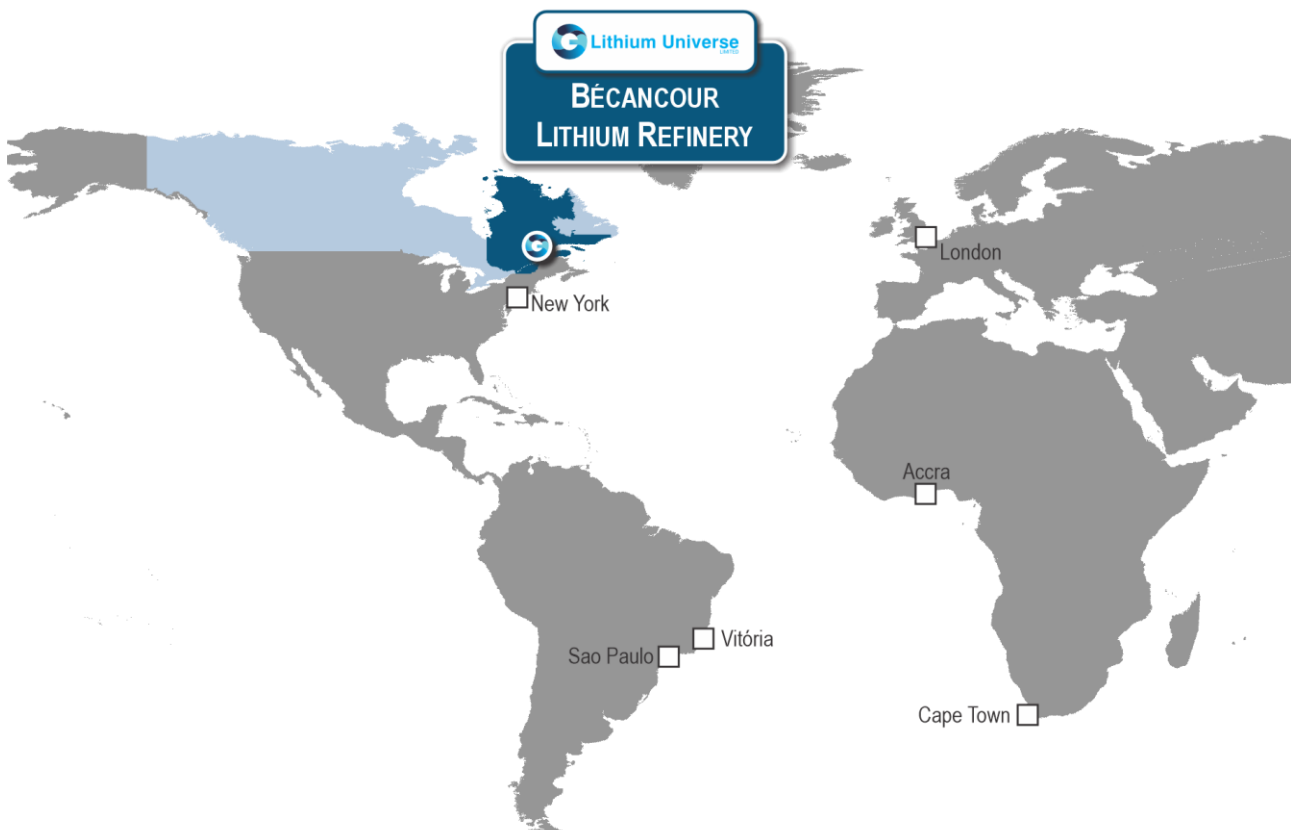 Lithium Universe
LIMITED
BÉCANCOUR
LITHIUM REFINERY
London
New York
Accra
Vitória
Sao Paulo
Cape Town